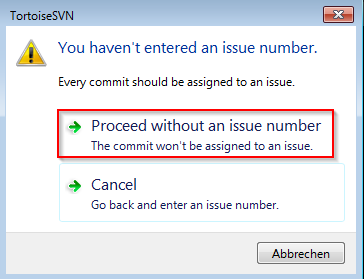 TortoiseSVN
You haven't entered an issue number.
Every commit should be assigned to an issue.
Proceed without an issue number
The commit won't be assigned to an issue.
Cancel
Go back and enter an issue number.
Abbrechen